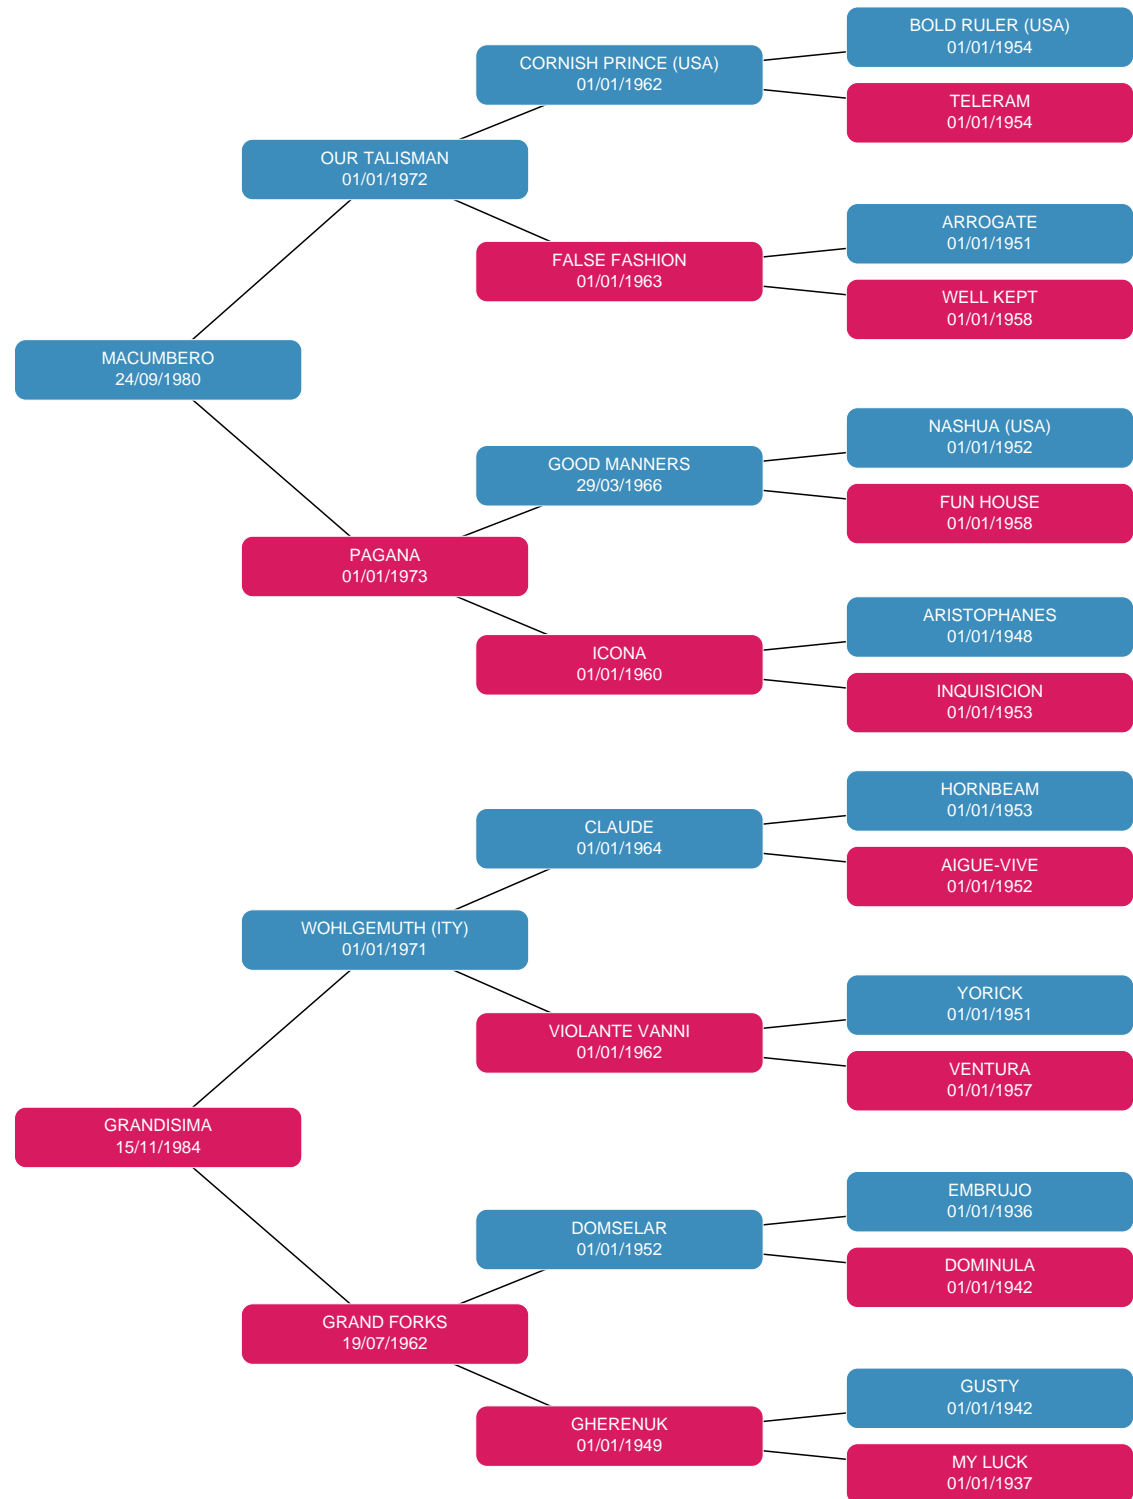 BOLD RULER (USA)
01/01/1954
CORNISH PRINCE (USA)
01/01/1962
TELERAM
01/01/1954
OUR TALISMAN
01/01/1972
ARROGATE
01/01/1951
FALSE FASHION
01/01/1963
WELL KEPT
01/01/1958
MACUMBERO
24/09/1980
NASHUA (USA)
01/01/1952
GOOD MANNERS
29/03/1966
FUN HOUSE
01/01/1958
PAGANA
01/01/1973
ARISTOPHANES
01/01/1948
ICONA
01/01/1960
INQUISICION
01/01/1953
HORNBEAM
01/01/1953
CLAUDE
01/01/1964
AIGUE-VIVE
01/01/1952
WOHLGEMUTH (ITY)
01/01/1971
YORICK
01/01/1951
VIOLANTE VANNI
01/01/1962
VENTURA
01/01/1957
GRANDISIMA
15/11/1984
EMBRUJO
01/01/1936
DOMSELAR
01/01/1952
DOMINULA
01/01/1942
GRAND FORKS
19/07/1962
GUSTY
01/01/1942
GHERENUK
01/01/1949
MY LUCK
01/01/1937